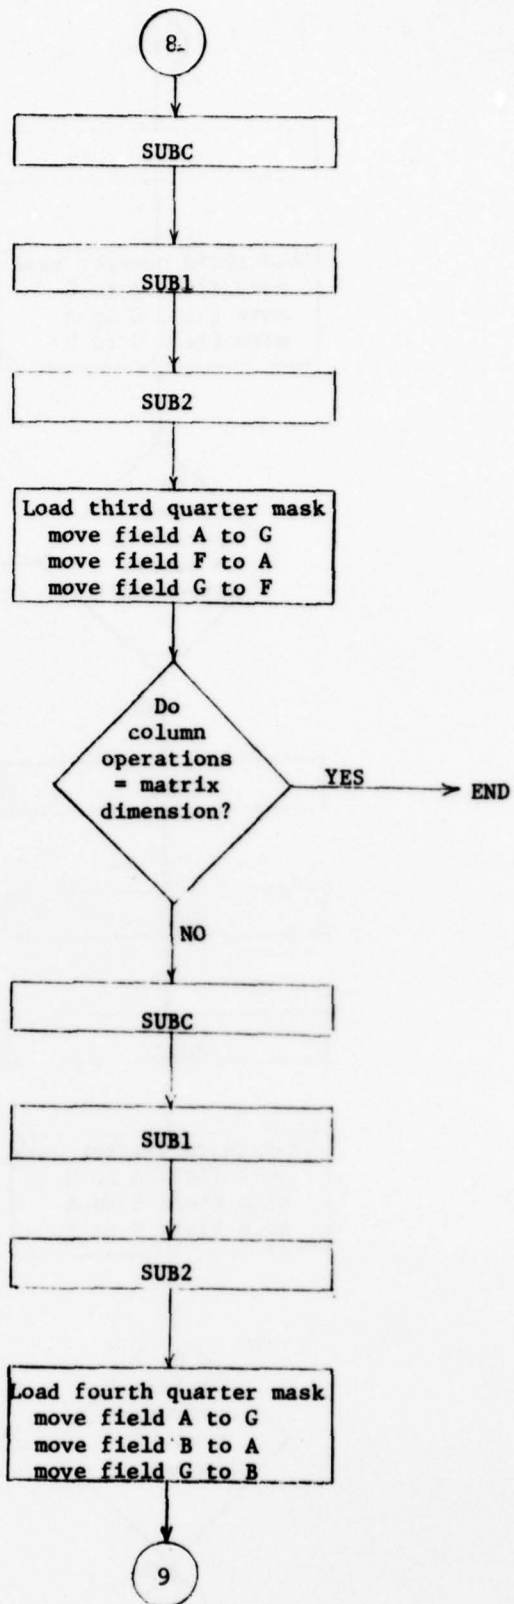 8
SUBC
SUB1
SUB2
Load third quarter mask
move field A to G
move field F to A
move field G to F
Do
column
operations
= matrix
dimension?
YES
END
NO
SUBC
SUB1
SUB2
Load fourth quarter mask
move field A to G
move field B to A
move field G to B
9